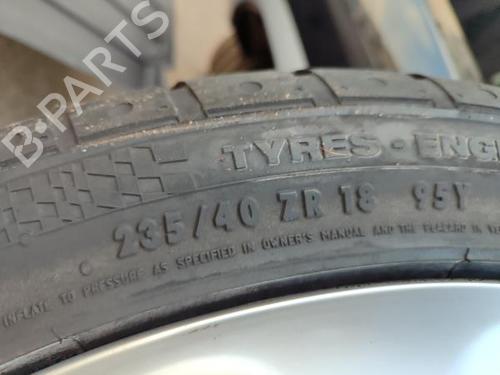 B-PARTS
TYRES · ENG
235/40 ZR 18 95Y
INFLATE TO PRESSURE AS SPECIFIED IN OWNER'S MANUAL AND THE PLACARD IN